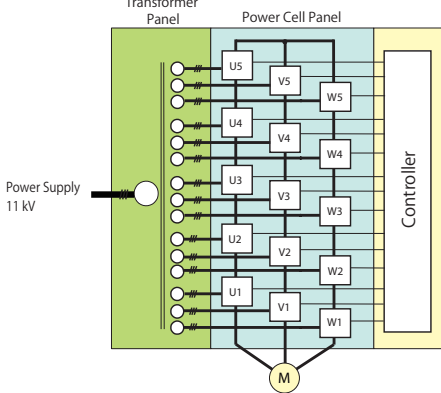 Transformer
Panel
Power Cell Panel
U5
V5
W5
U4
V4
W4
Power Supply
11 kV
U3
V3
W3
U2
V2
W2
U1
V1
W1
Controller
M